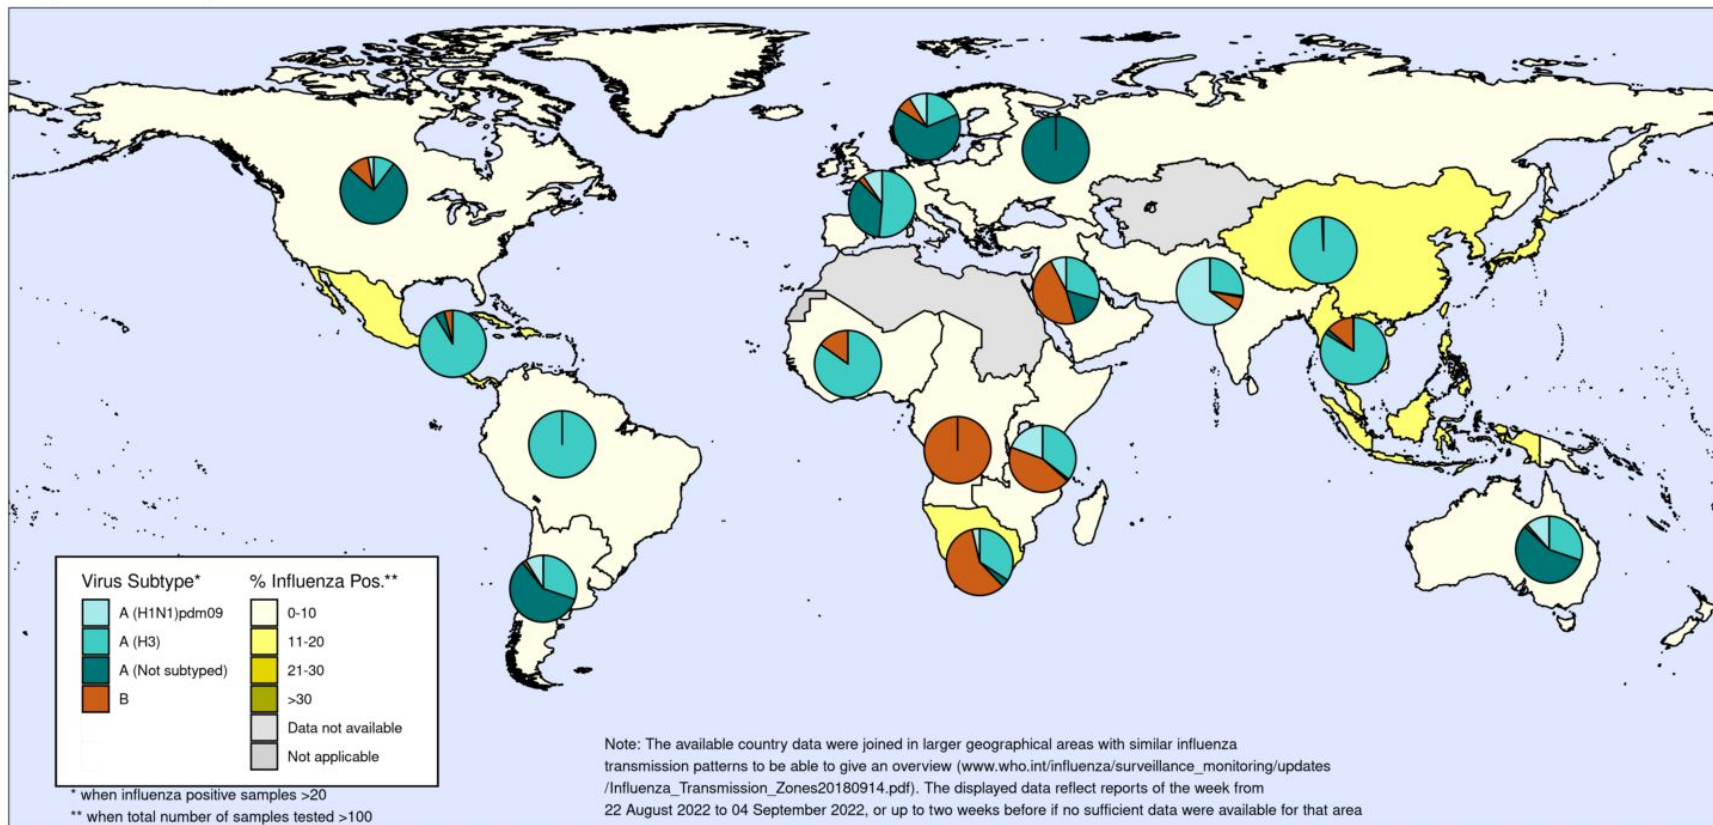 Virus Subtype*
A (H1N1)pdm09
A (H3)
A (Not subtyped)
B
% Influenza Pos.**
0-10
11-20
21-30
>30
Data not available
Not applicable
* when influenza positive samples >20
** when total number of samples tested >100
Note: The available country data were joined in larger geographical areas with similar influenza
transmission patterns to be able to give an overview (www.who.int/influenza/surveillance_monitoring/updates
/Influenza_Transmission_Zones20180914.pdf). The displayed data reflect reports of the week from
22 August 2022 to 04 September 2022, or up to two weeks before if no sufficient data were available for that area